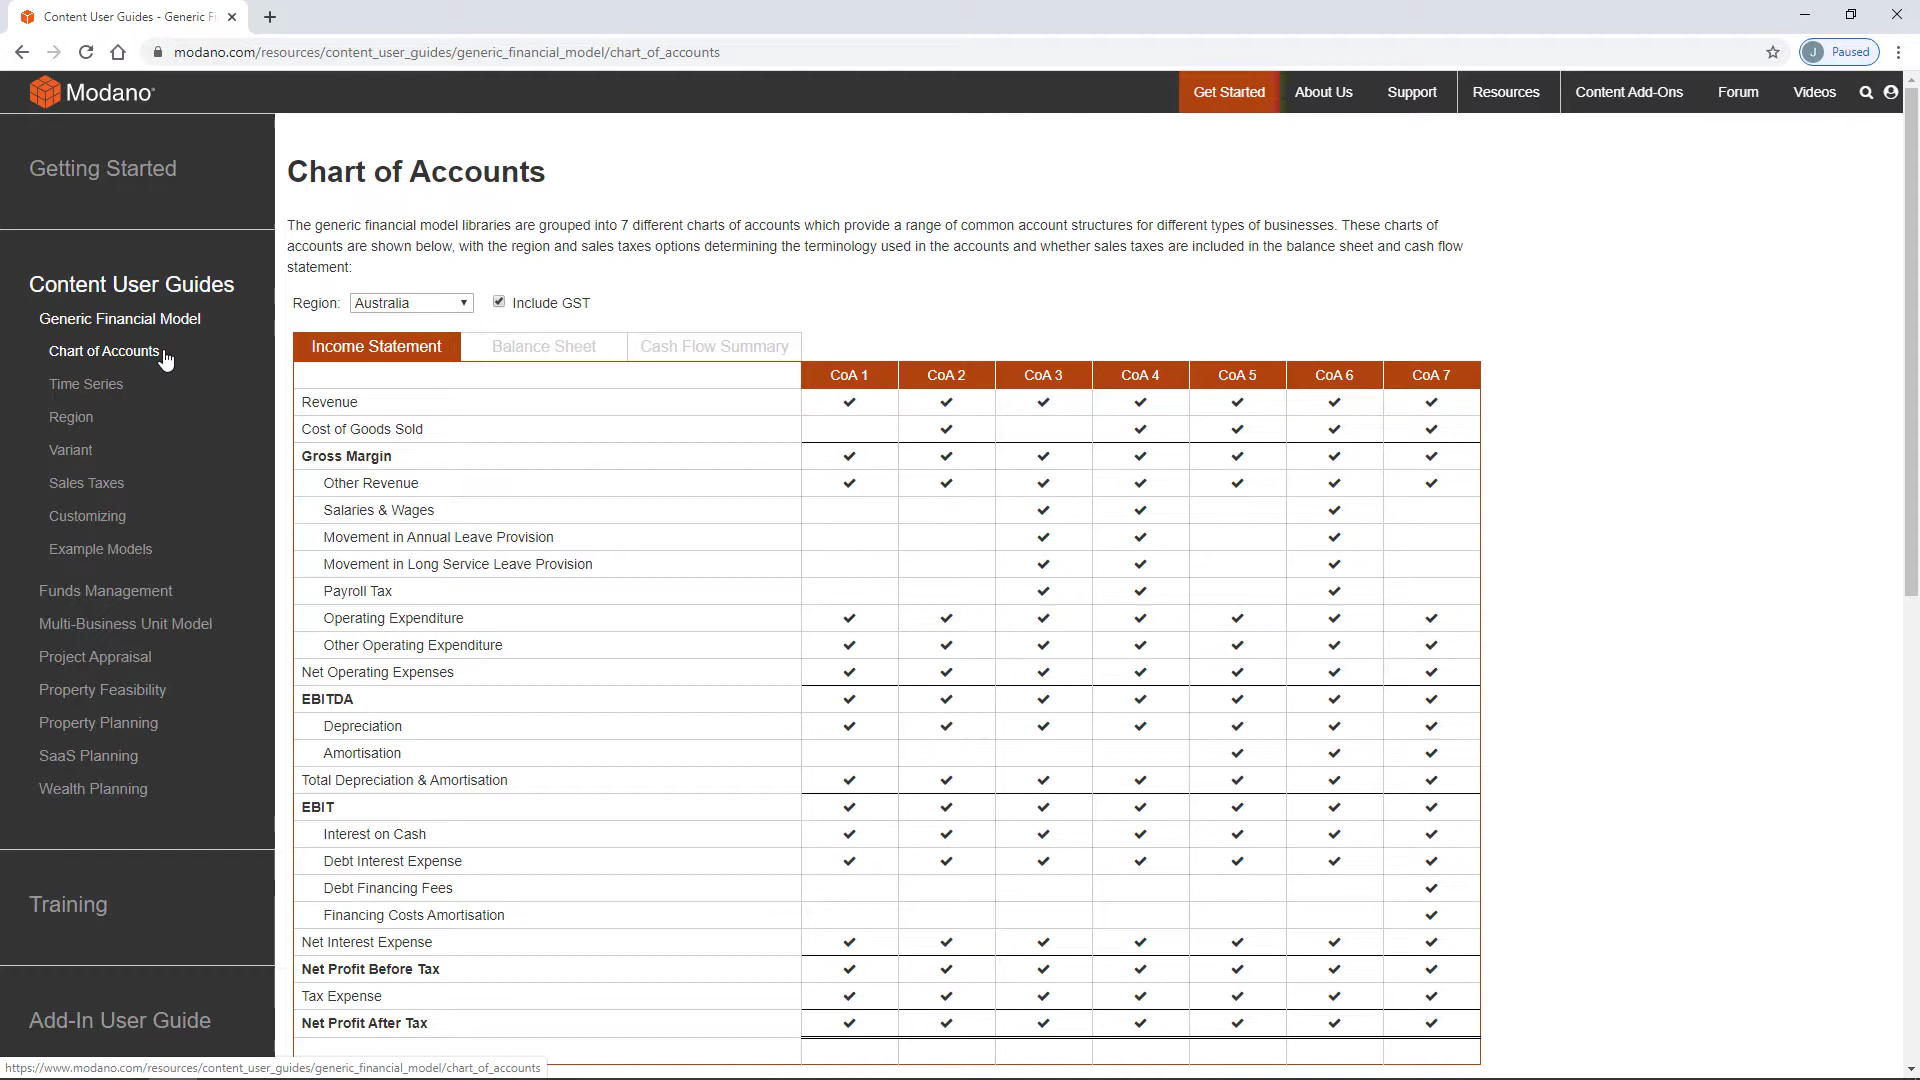 Content User Guides - Generic Fi
modano.com/resources/content_user_guides/generic_financial_model/chart_of_accounts
J Paused
Modano
Get Started
About Us
Support
Resources
Content Add-Ons
Forum
Videos
Getting Started
Content User Guides
Generic Financial Model
Chart of Accounts
Time Series
Region
Variant
Sales Taxes
Customizing
Example Models
Funds Management
Multi-Business Unit Model
Project Appraisal
Property Feasibility
Property Planning
SaaS Planning
Wealth Planning
Training
Add-In User Guide
Chart of Accounts
The generic financial model libraries are grouped into 7 different charts of accounts which provide a range of common account structures for different types of businesses. These charts of
accounts are shown below, with the region and sales taxes options determining the terminology used in the accounts and whether sales taxes are included in the balance sheet and cash flow
statement:
Region: Australia Include GST
Income Statement Balance Sheet Cash Flow Summary
CoA 1 CoA 2 CoA 3 CoA 4 CoA 5 CoA 6 CoA 7
Revenue
Cost of Goods Sold
Gross Margin
Other Revenue
Salaries & Wages
Movement in Annual Leave Provision
Movement in Long Service Leave Provision
Payroll Tax
Operating Expenditure
Other Operating Expenditure
Net Operating Expenses
EBITDA
Depreciation
Amortisation
Total Depreciation & Amortisation
EBIT
Interest on Cash
Debt Interest Expense
Debt Financing Fees
Financing Costs Amortisation
Net Interest Expense
Net Profit Before Tax
Tax Expense
Net Profit After Tax
https://www.modano.com/resources/content_user_guides/generic_financial_model/chart_of_accounts